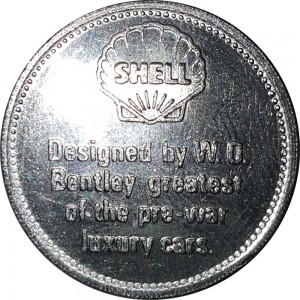 SHELL
Designed by W. O.
Bentley greatest
of the pre-war
luxury cars.